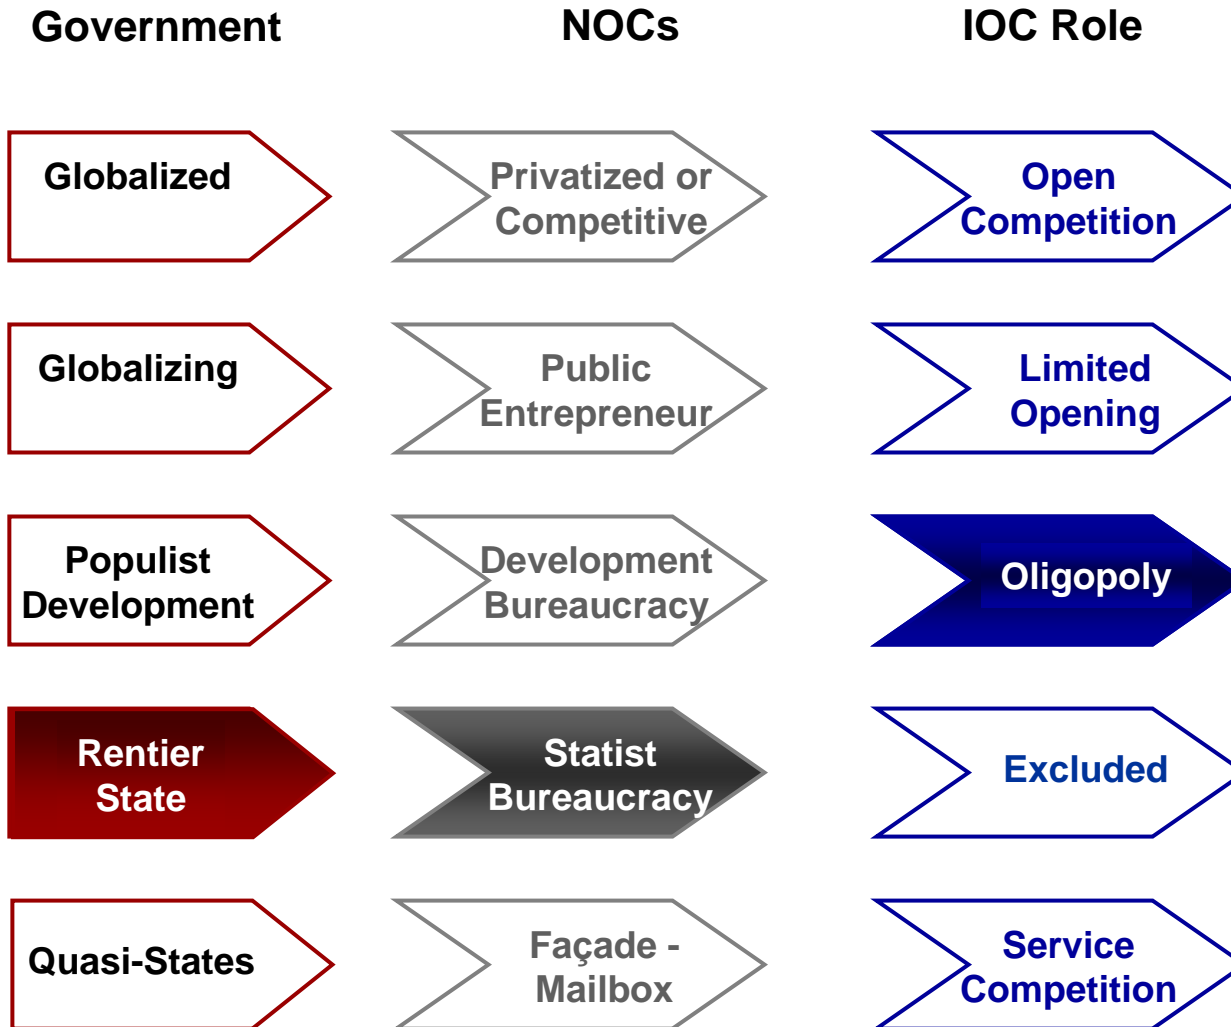 Government NOCs IOC Role
Globalized
Privatized or
Competitive
Open
Competition
Globalizing
Public
Entrepreneur
Limited
Opening
Populist
Development
Development
Bureaucracy
Oligopoly
Rentier
State
Statist
Bureaucracy
Excluded
Quasi-States
Façade -
Mailbox
Service
Competition